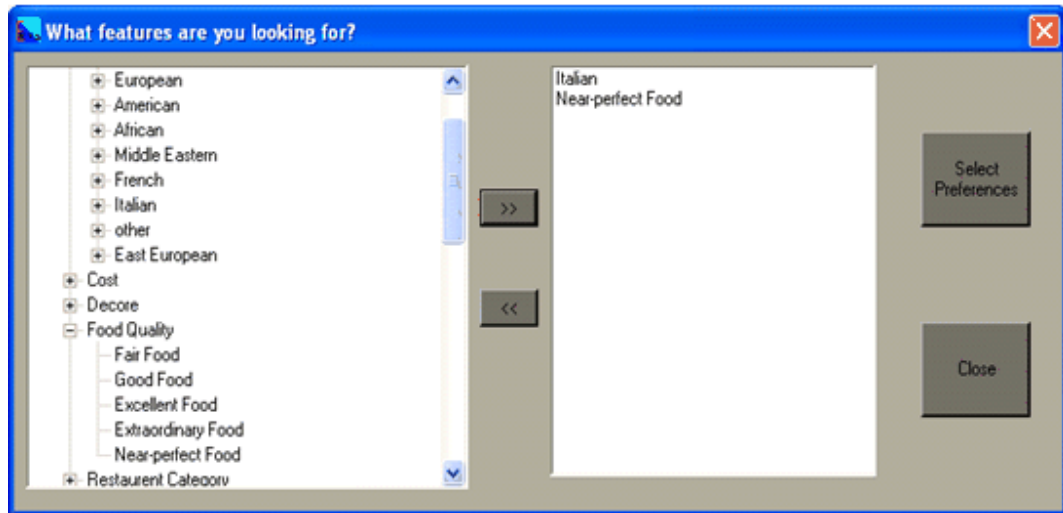 What features are you looking for?
European
American
African
Middle Eastern
French
Italian
other
East European
Cost
Decore
Food Quality
Fair Food
Good Food
Excellent Food
Extraordinary Food
Near-perfect Food
Restaurent Category
>>
<<
Italian
Near-perfect Food
Select
Preferences
Close